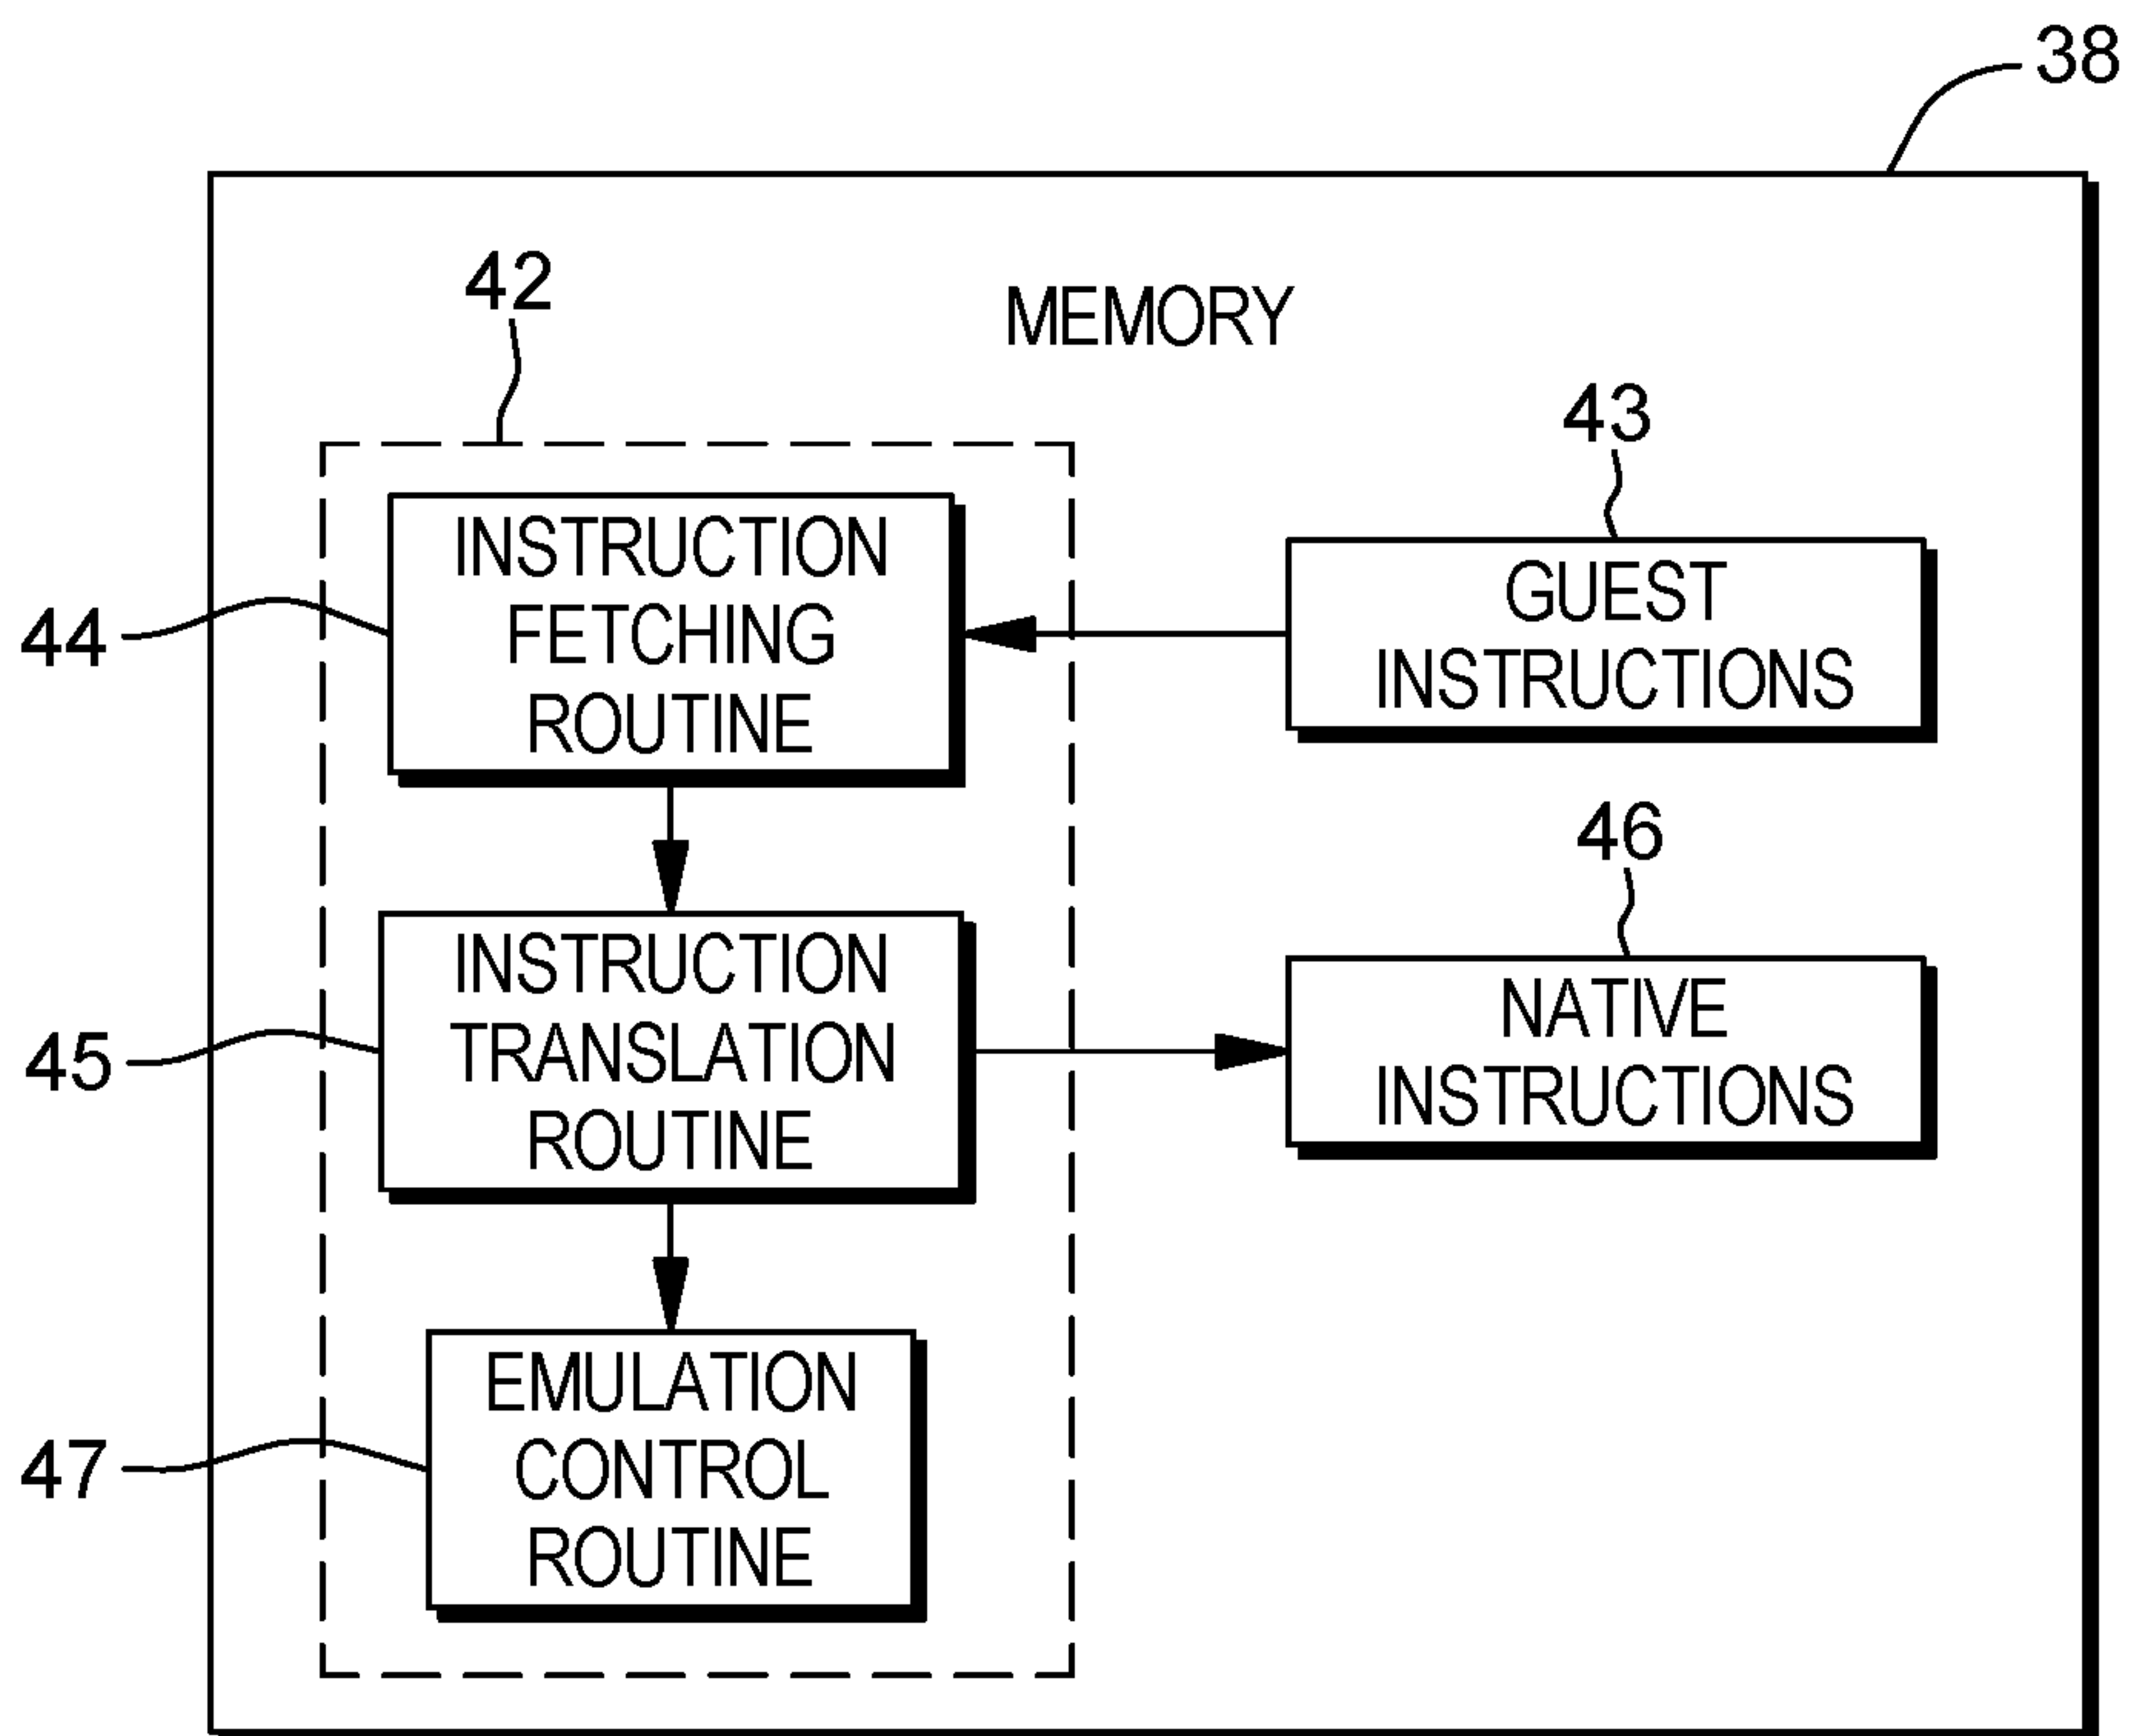 38
42
MEMORY
43
INSTRUCTION
FETCHING
ROUTINE
44
GUEST
INSTRUCTIONS
46
INSTRUCTION
TRANSLATION
ROUTINE
45
NATIVE
INSTRUCTIONS
EMULATION
CONTROL
ROUTINE
47